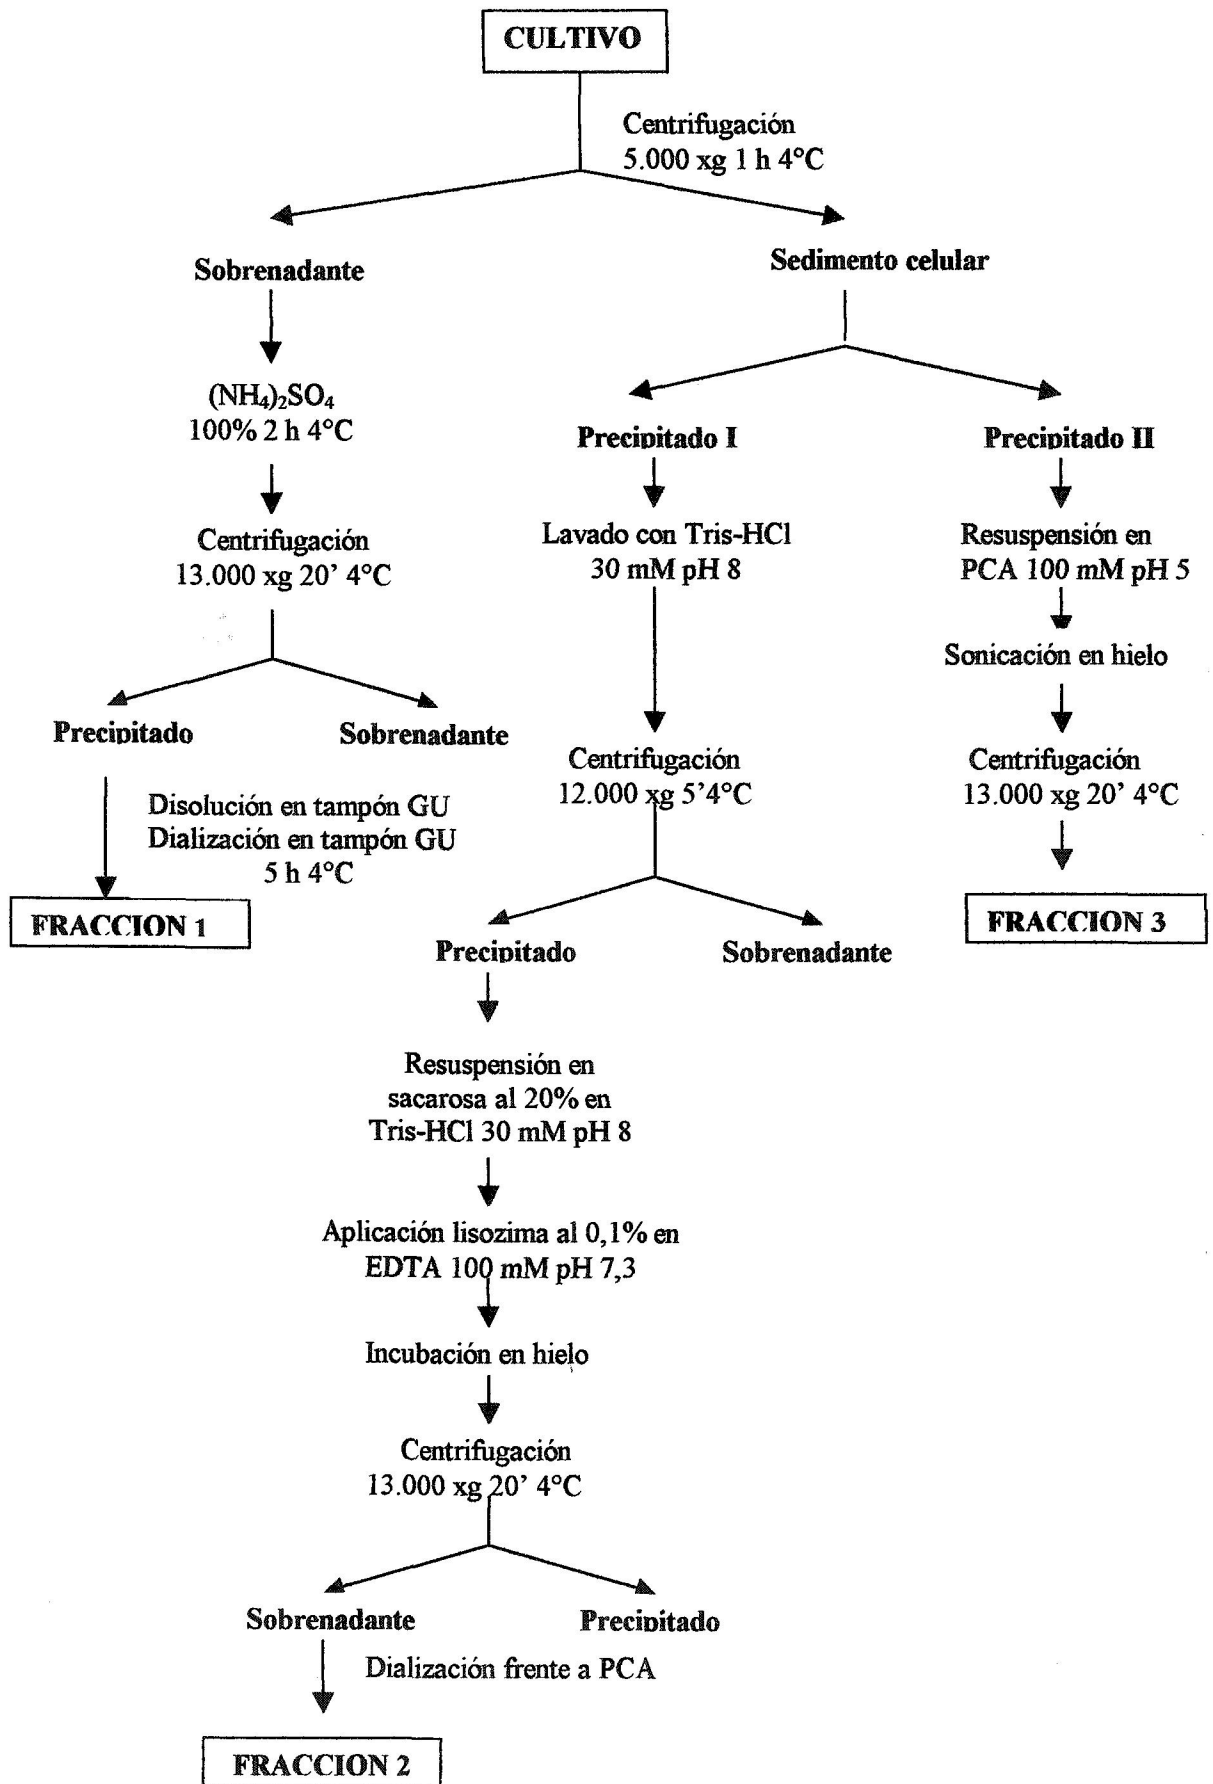 CULTIVO
Centrifugación
5.000 xg 1 h 4°C
Sobrenadante
Sedimento celular
(NH₄)₂SO₄
100% 2 h 4°C
Precipitado I
Precipitado II
Centrifugación
13.000 xg 20’ 4°C
Lavado con Tris-HCl
30 mM pH 8
Resuspensión en
PCA 100 mM pH 5
Sonicación en hielo
Precipitado
Sobrenadante
Centrifugación
12.000 xg 5’4°C
Centrifugación
13.000 xg 20’ 4°C
Disolución en tampón GU
Dialización en tampón GU
5 h 4°C
FRACCION 1
FRACCION 3
Precipitado
Sobrenadante
Resuspensión en
sacarosa al 20% en
Tris-HCl 30 mM pH 8
Aplicación lisozima al 0,1% en
EDTA 100 mM pH 7,3
Incubación en hielo
Centrifugación
13.000 xg 20’ 4°C
Sobrenadante
Precipitado
Dialización frente a PCA
FRACCION 2